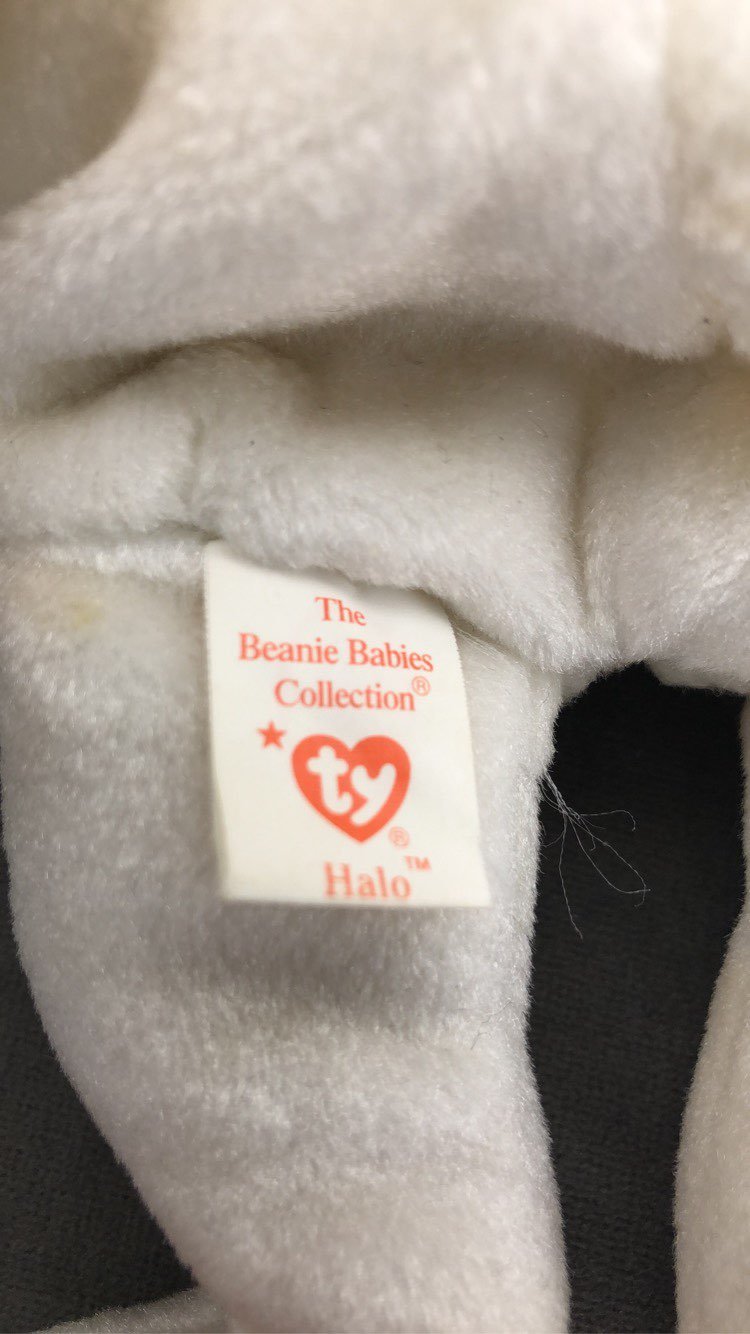 The
Beanie Babies
Collection®
★ ty®
Halo™